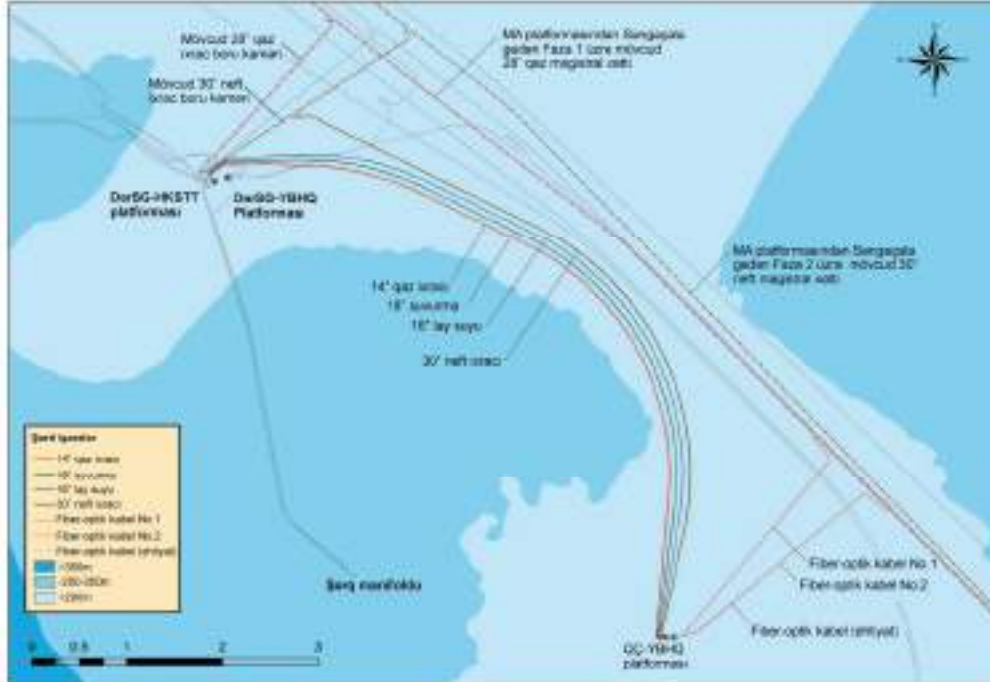 Mövcud 28" qaz
ixrac boru kəməri
Mövcud 30" neft
ixrac boru kəməri
MA platformasından Səngəçala
gedən Faza 1 üzrə mövcud
28" qaz magistral xətti
DərSG-HKSTT
platforması
DərSG-YBHQ
Platforması
MA platformasından Səngəçala
gedən Faza 2 üzrə mövcud 30"
neft magistral xətti
14" qaz ixracı
16" suvurma
16" lay suyu
30" neft ixracı
Şərti işarələr
14" qaz ixracı
16" suvurma
16" lay suyu
30" neft ixracı
Fiber-optik kabel No.1
Fiber-optik kabel No.2
Fiber-optik kabel (ehtiyat)
<200m
Şərq manifoldu
Fiber-optik kabel No.1
Fiber-optik kabel No.2
Fiber-optik kabel (ehtiyat)
QÇ-YBHQ
platforması
0 0.5 1 2 3